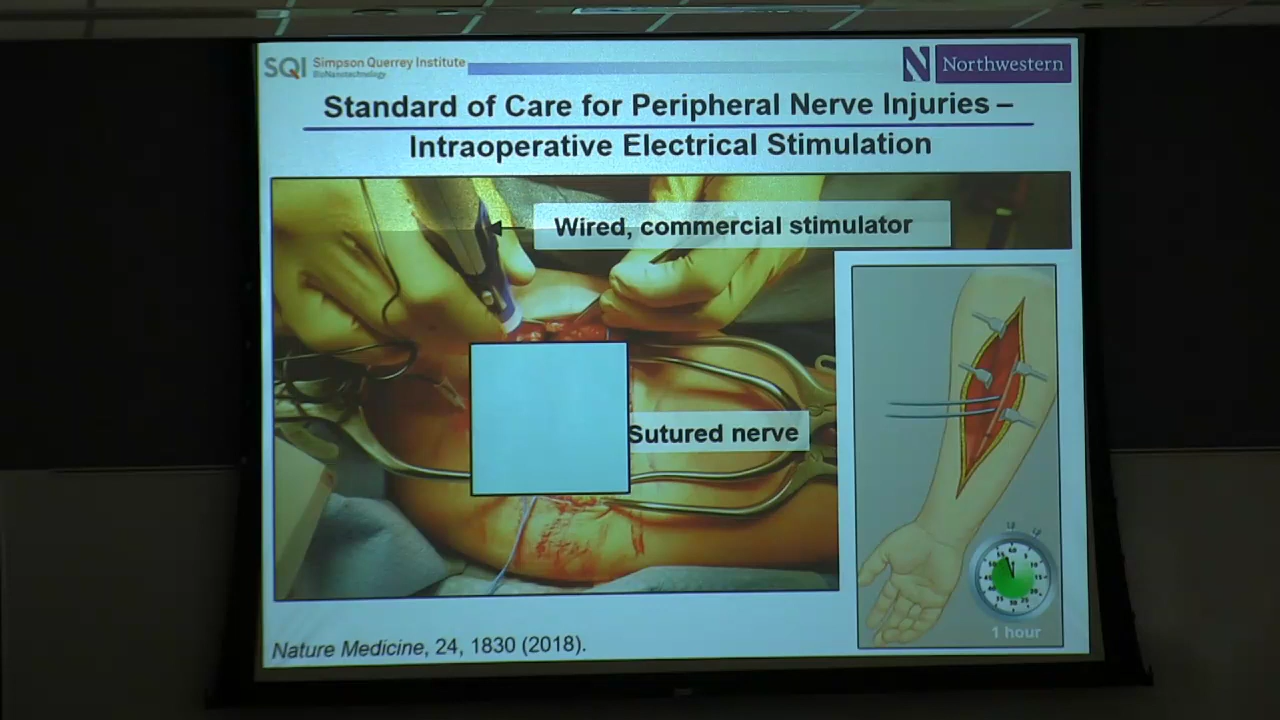 SQI Simpson Querrey Institute
BioNanotechnology
N Northwestern
Standard of Care for Peripheral Nerve Injuries –
Intraoperative Electrical Stimulation
Wired, commercial stimulator
Sutured nerve
60
1 hour
Nature Medicine, 24, 1830 (2018).